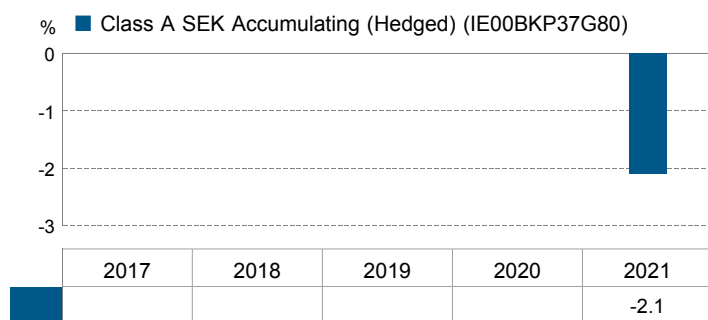 % Class A SEK Accumulating (Hedged) (IE00BKP37G80)
0
-1
-2
-3
2017 2018 2019 2020 2021
-2.1